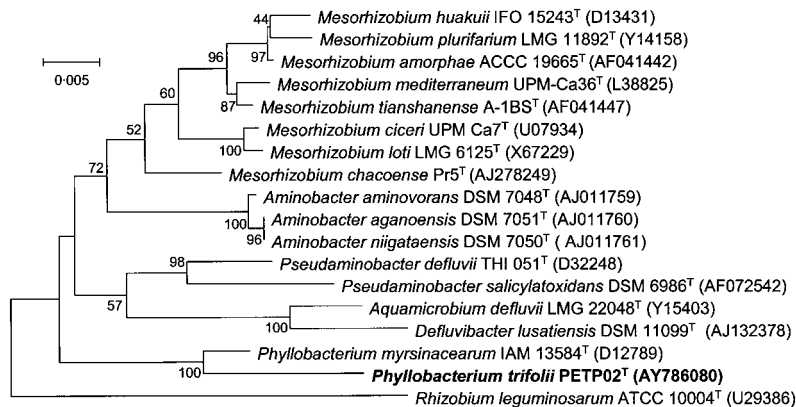 44
Mesorhizobium huakuii IFO 15243ᵀ (D13431)
Mesorhizobium plurifarium LMG 11892ᵀ (Y14158)
96
97
Mesorhizobium amorphae ACCC 19665ᵀ (AF041442)
0·005
Mesorhizobium mediterraneum UPM-Ca36ᵀ (L38825)
60
87
Mesorhizobium tianshanense A-1BSᵀ (AF041447)
52
Mesorhizobium ciceri UPM Ca7ᵀ (U07934)
100
Mesorhizobium loti LMG 6125ᵀ (X67229)
72
Mesorhizobium chacoense Pr5ᵀ (AJ278249)
Aminobacter aminovorans DSM 7048ᵀ (AJ011759)
100
Aminobacter aganoensis DSM 7051ᵀ (AJ011760)
96
Aminobacter niigataensis DSM 7050ᵀ ( AJ011761)
98
Pseudaminobacter defluvii THI 051ᵀ (D32248)
Pseudaminobacter salicylatoxidans DSM 6986ᵀ (AF072542)
57
Aquamicrobium defluvii LMG 22048ᵀ (Y15403)
100
Defluvibacter lusatiensis DSM 11099ᵀ (AJ132378)
Phyllobacterium myrsinacearum IAM 13584ᵀ (D12789)
100
Phyllobacterium trifolii PETP02ᵀ (AY786080)
Rhizobium leguminosarum ATCC 10004ᵀ (U29386)